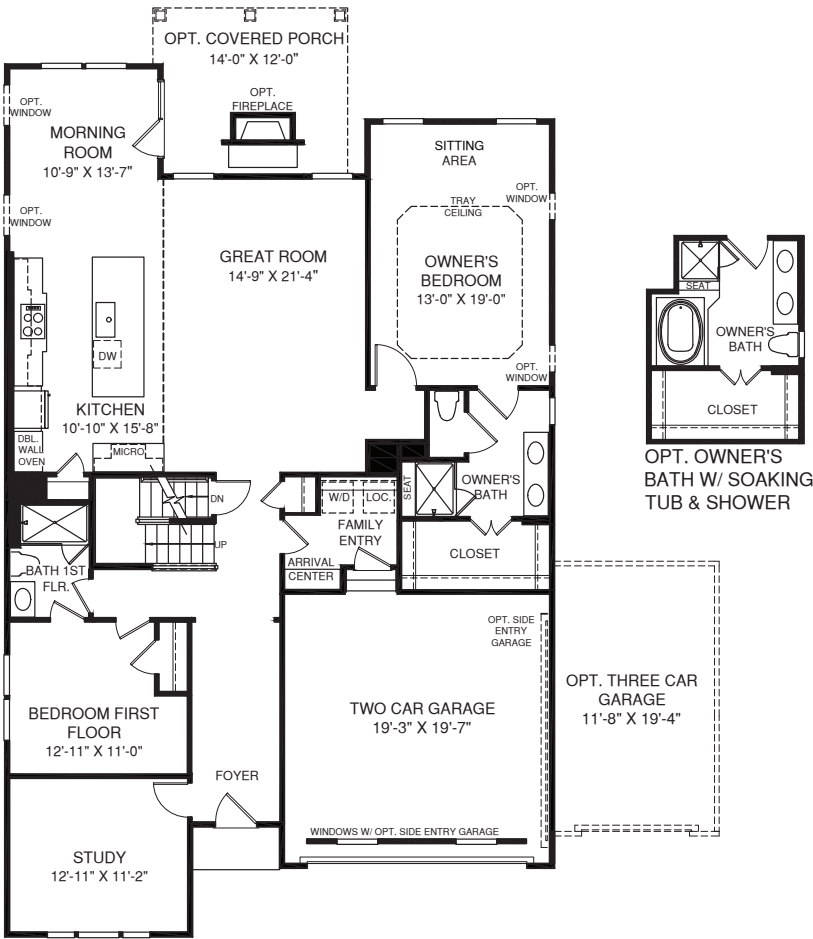 OPT. COVERED PORCH
14'-0" X 12'-0"
OPT.
FIREPLACE
OPT.
WINDOW
MORNING
ROOM
10'-9" X 13'-7"
OPT.
WINDOW
SITTING
AREA
OPT.
WINDOW
TRAY
CEILING
GREAT ROOM
14'-9" X 21'-4"
OWNER'S
BEDROOM
13'-0" X 19'-0"
OPT.
WINDOW
DW
KITCHEN
10'-10" X 15'-8"
DBL.
WALL
OVEN
MICRO
SEAT
OWNER'S
BATH
CLOSET
OPT. OWNER'S
BATH W/ SOAKING
TUB & SHOWER
SEAT
OWNER'S
BATH
DN
W/D
LOC.
UP
FAMILY
ENTRY
CLOSET
ARRIVAL
CENTER
BATH 1ST
FLR.
OPT. SIDE
ENTRY
GARAGE
BEDROOM FIRST
FLOOR
12'-11" X 11'-0"
TWO CAR GARAGE
19'-3" X 19'-7"
OPT. THREE CAR
GARAGE
11'-8" X 19'-4"
FOYER
WINDOWS W/ OPT. SIDE ENTRY GARAGE
STUDY
12'-11" X 11'-2"